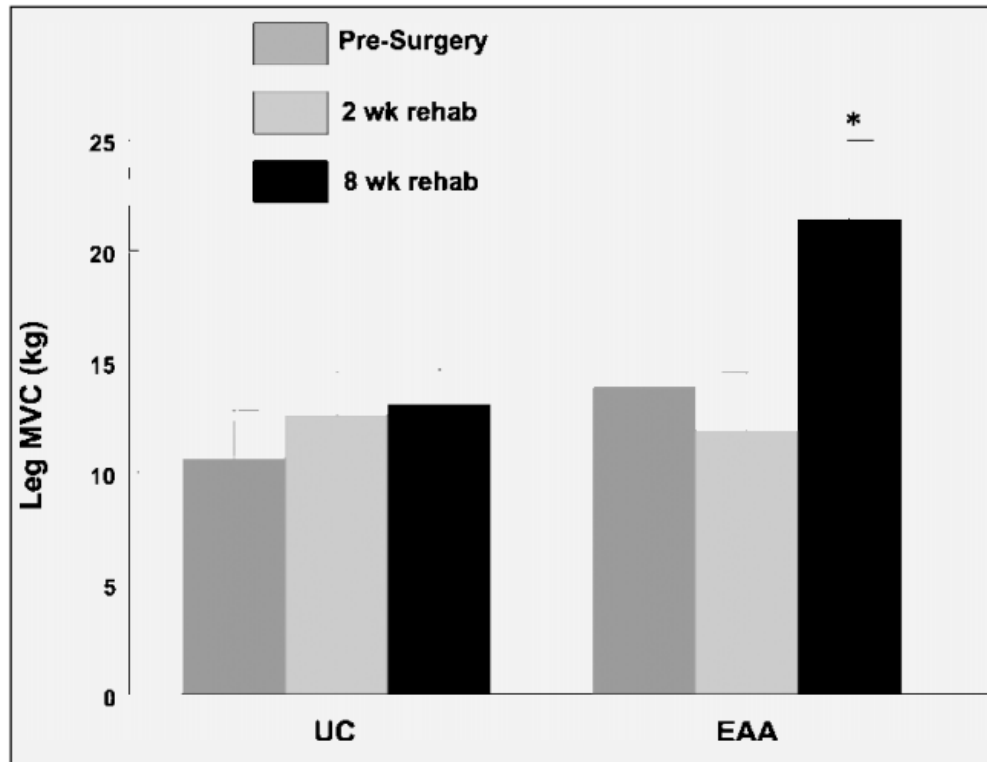 Pre-Surgery
2 wk rehab
8 wk rehab
*
25
20
15
10
5
0
Leg MVC (kg)
UC
EAA